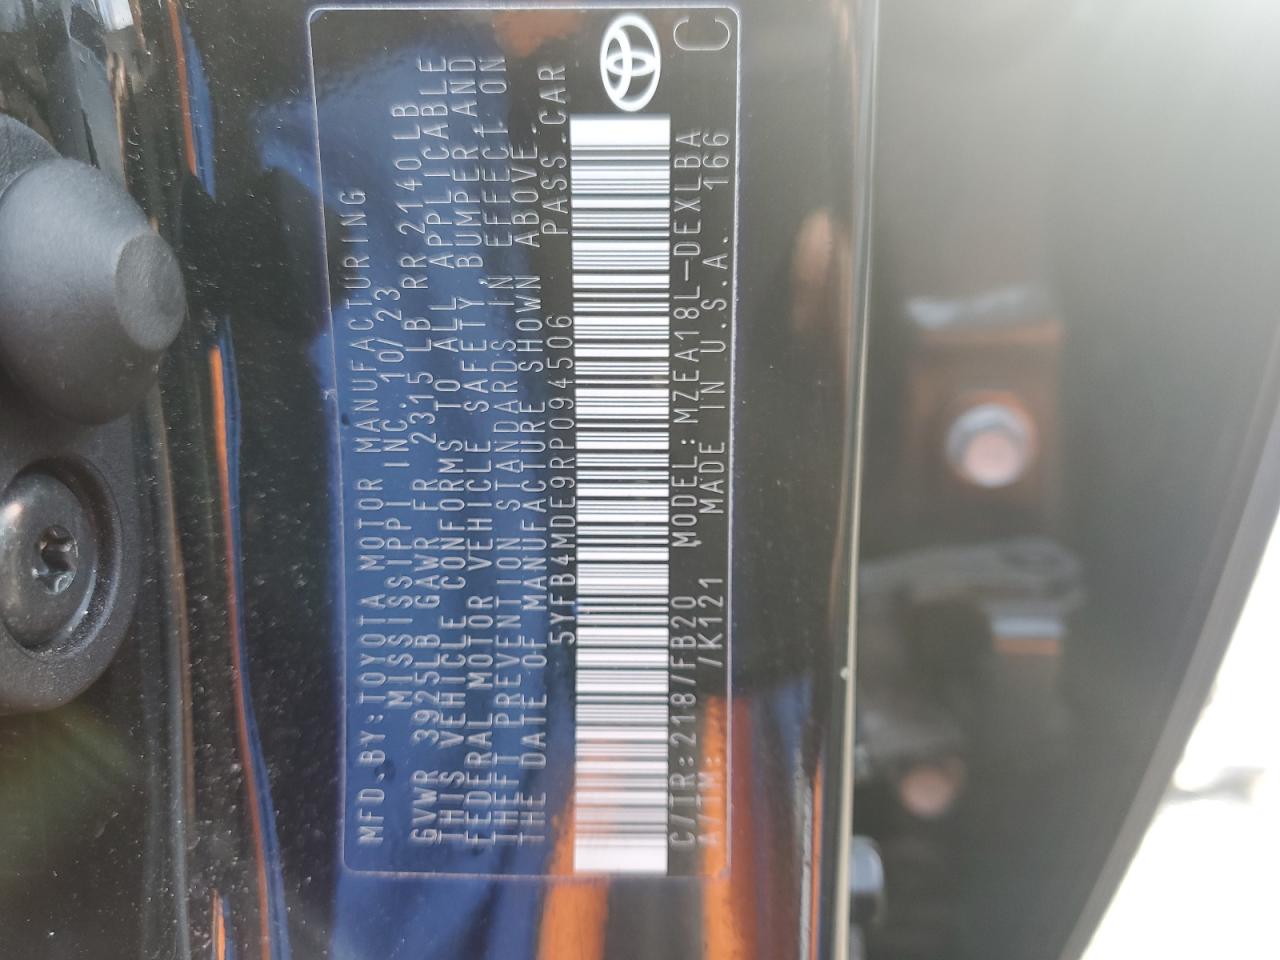 MFD.BY:TOYOTA MOTOR MANUFACTURING
MISSISSIPPI INC. 10/23
GVWR 3925LB GAWR FR 2315 LB RR 2140LB
THIS VEHICLE CONFORMS TO ALL APPLICABLE
FEDERAL MOTOR VEHICLE SAFETY, BUMPER AND
THEFT PREVENTION STANDARDS IN EFFECT ON
THE DATE OF MANUFACTURE SHOWN ABOVE.
5YFB4MDE9RP094506 PASS.CAR
C/TR:218/FB20 MODEL:MZEA18L-DEXLBA
A/TM: /K121 MADE IN U.S.A. 166
C